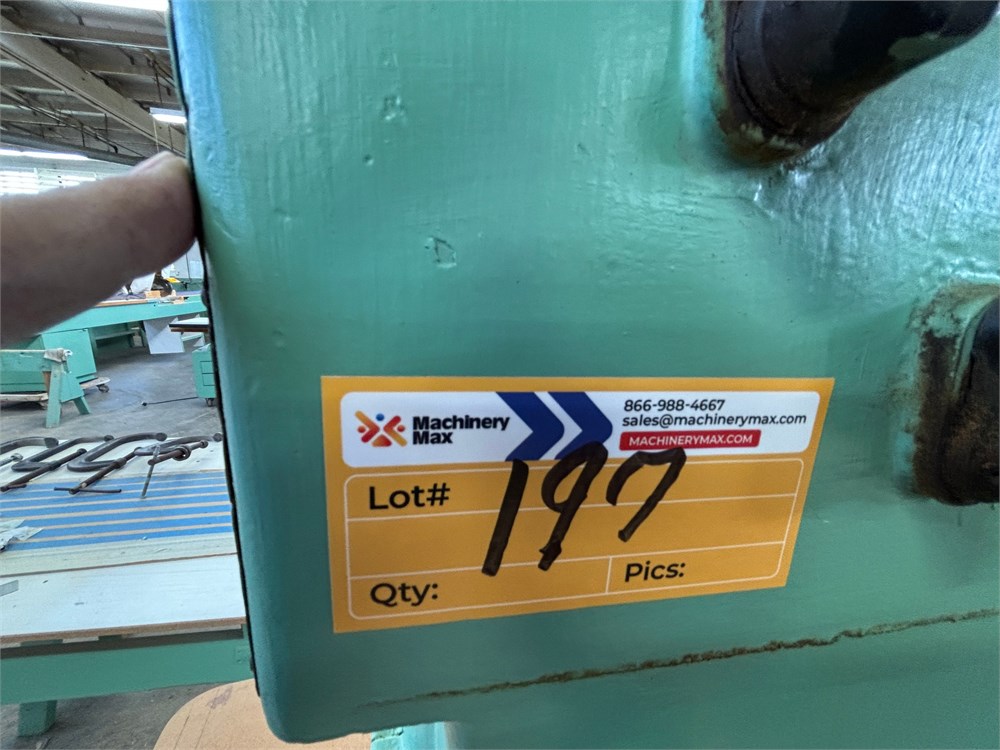 Machinery
Max
866-988-4667
sales@machinerymax.com
MACHINERYMAX.COM
Lot# 197
Qty:
Pics: